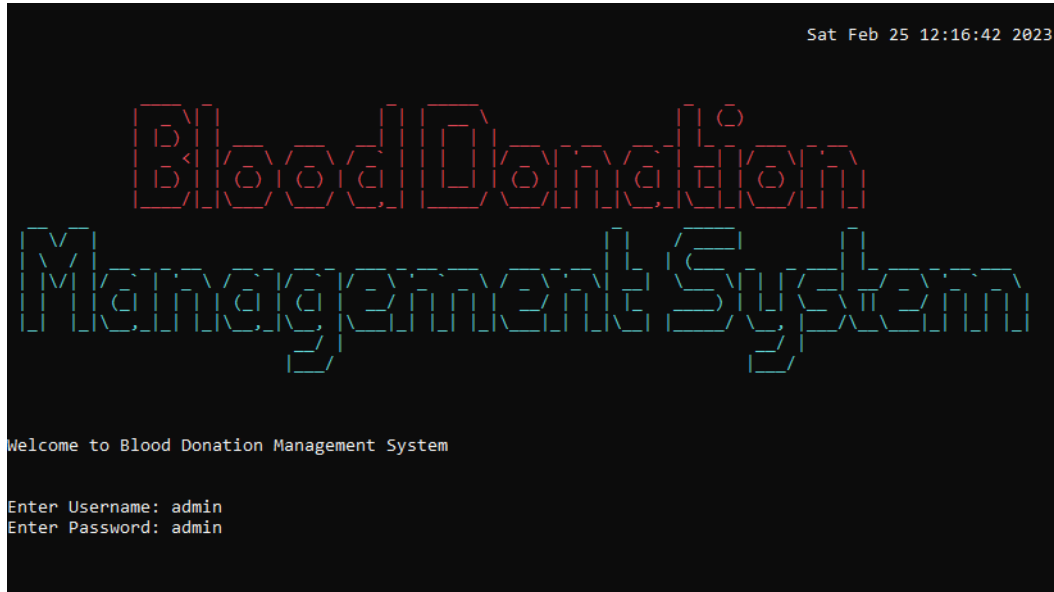 Sat Feb 25 12:16:42 2023
Blood Donation
Management System
Welcome to Blood Donation Management System
Enter Username: admin
Enter Password: admin